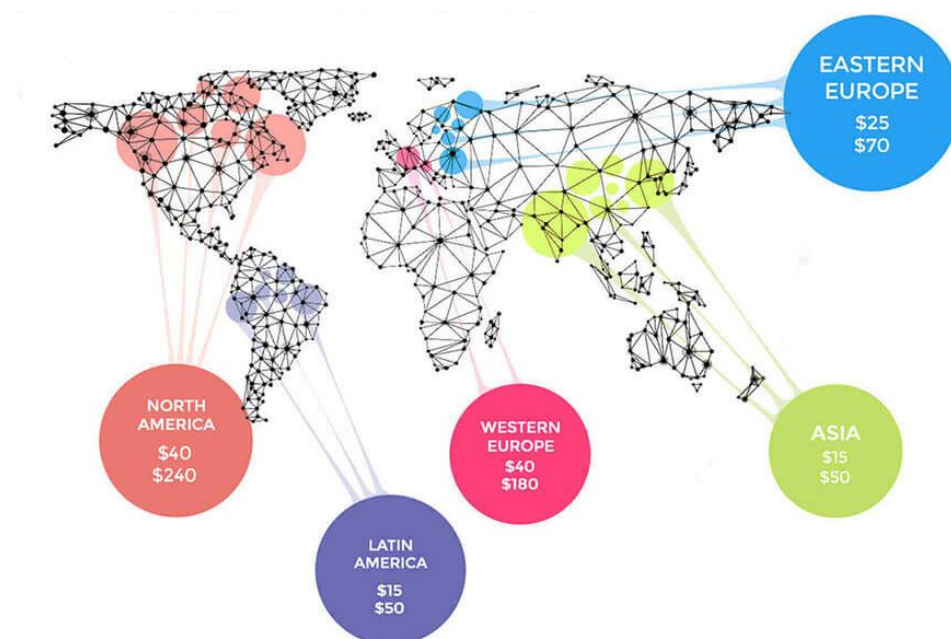 EASTERN
EUROPE
$25
$70
NORTH
AMERICA
$40
$240
WESTERN
EUROPE
$40
$180
ASIA
$15
$50
LATIN
AMERICA
$15
$50